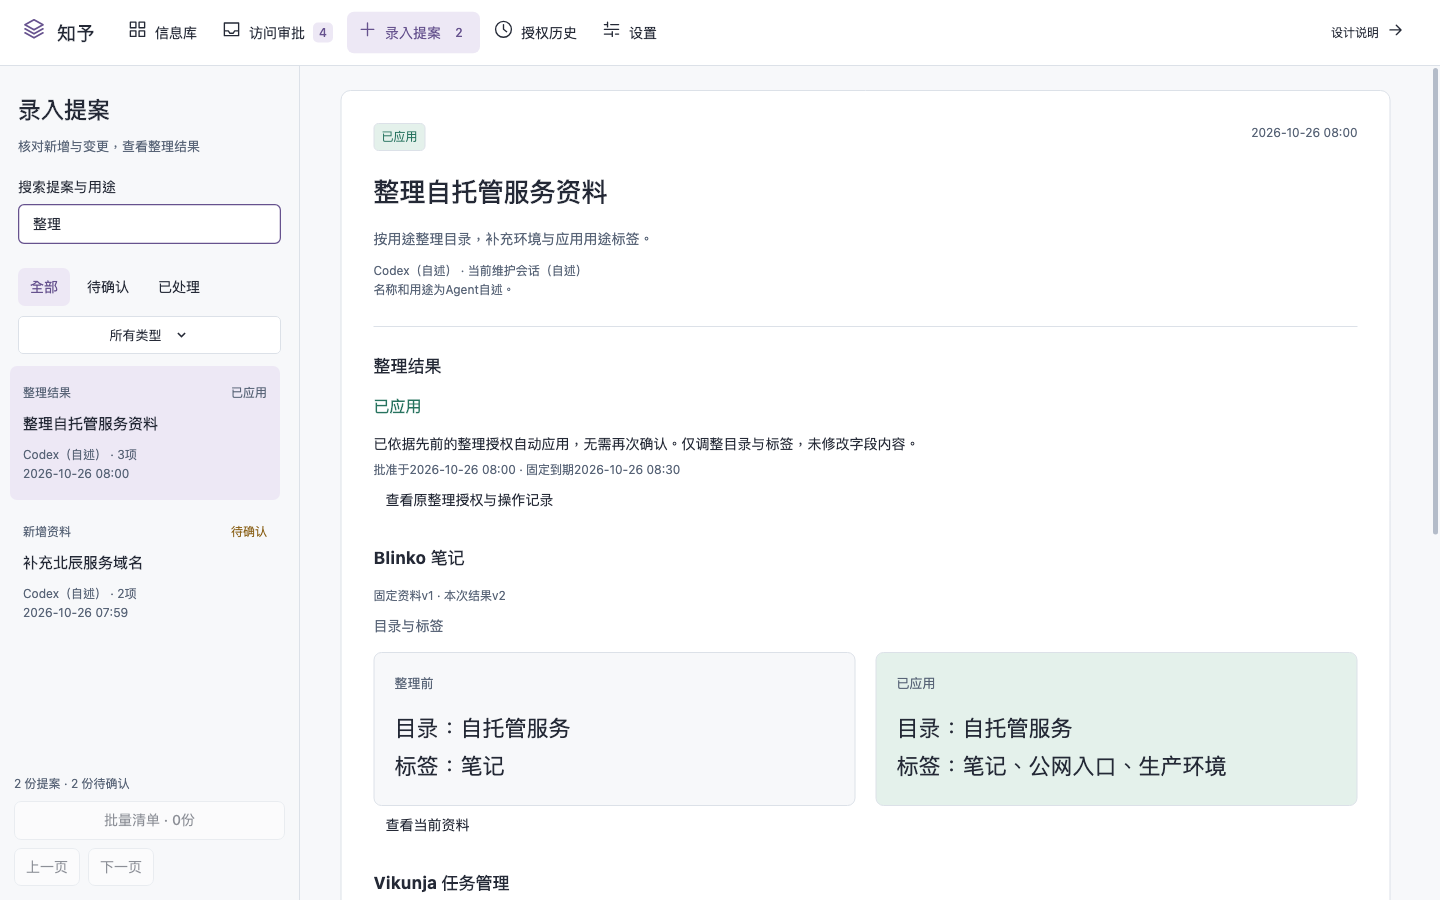 知予
信息库
访问审批 4
录入提案 2
授权历史
设置
设计说明
录入提案
核对新增与变更，查看整理结果
搜索提案与用途
整理
全部 待确认 已处理
所有类型
整理结果 已应用
整理自托管服务资料
Codex（自述） · 3项
2026-10-26 08:00
新增资料 待确认
补充北辰服务域名
Codex（自述） · 2项
2026-10-26 07:59
2 份提案 · 2 份待确认
批量清单 · 0份
上一页 下一页
已应用 2026-10-26 08:00
整理自托管服务资料
按用途整理目录，补充环境与应用用途标签。
Codex（自述） · 当前维护会话（自述）
名称和用途为Agent自述。
整理结果
已应用
已依据先前的整理授权自动应用，无需再次确认。仅调整目录与标签，未修改字段内容。
批准于2026-10-26 08:00 · 固定到期2026-10-26 08:30
查看原整理授权与操作记录
Blinko 笔记
固定资料v1 · 本次结果v2
目录与标签
整理前
目录：自托管服务
标签：笔记
已应用
目录：自托管服务
标签：笔记、公网入口、生产环境
查看当前资料
Vikunja 任务管理